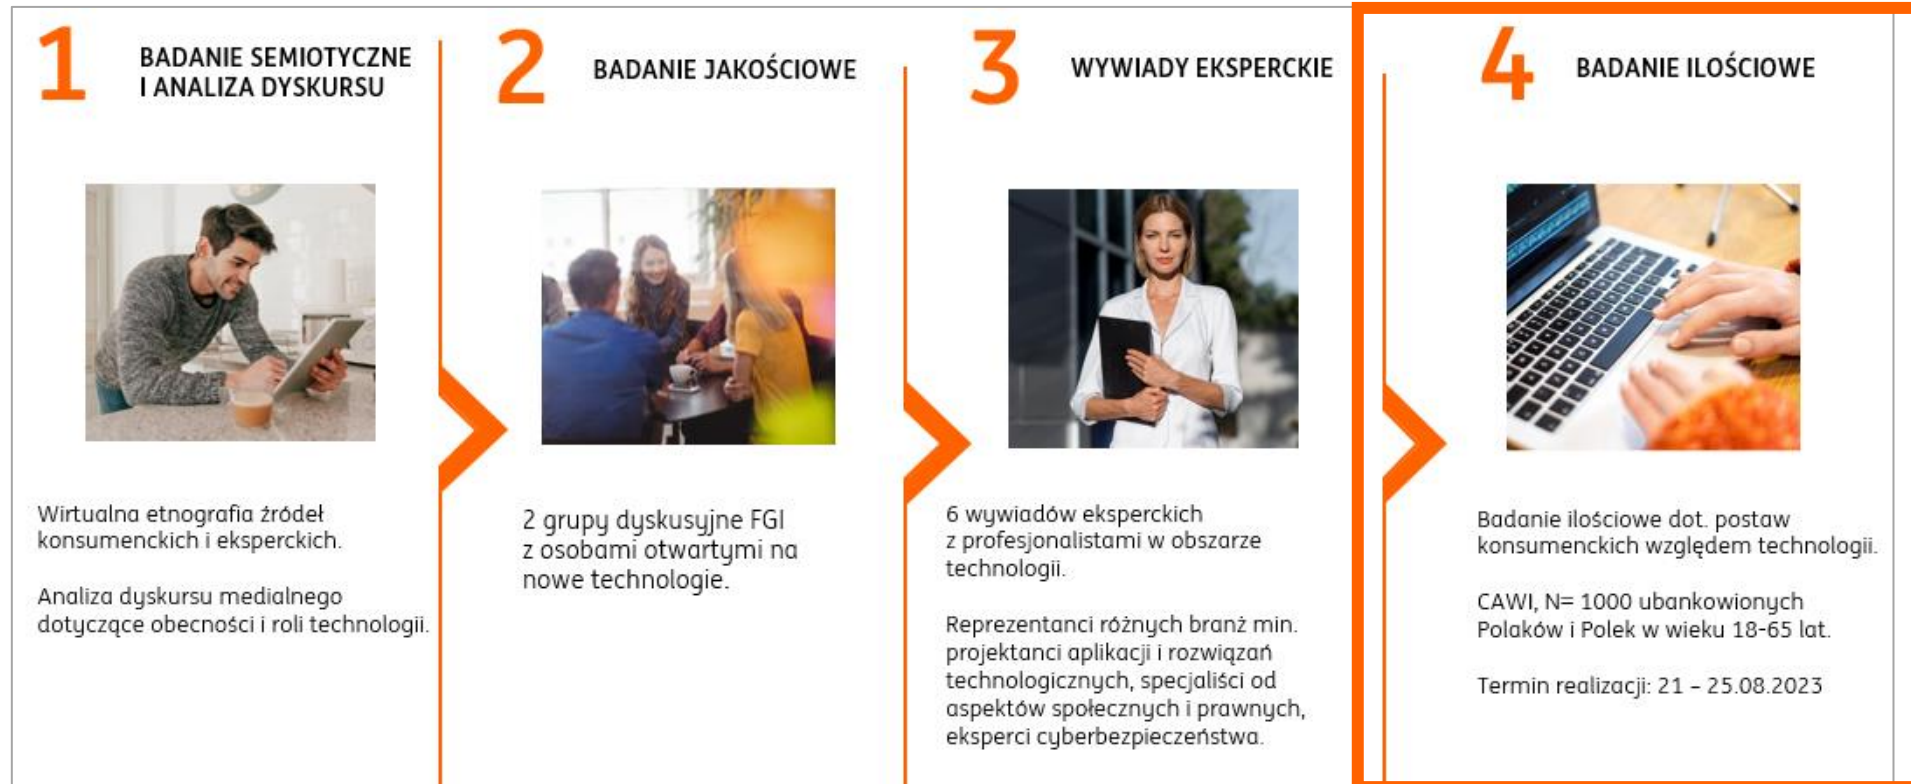 1
BADANIE SEMIOTYCZNE
I ANALIZA DYSKURSU
Wirtualna etnografia źródeł
konsumenckich i eksperckich.
Analiza dyskursu medialnego
dotyczące obecności i roli technologii.
2
BADANIE JAKOŚCIOWE
2 grupy dyskusyjne FGI
z osobami otwartymi na
nowe technologie.
3
WYWIADY EKSPERCKIE
6 wywiadów eksperckich
z profesjonalistami w obszarze
technologii.
Reprezentanci różnych branż min.
projektanci aplikacji i rozwiązań
technologicznych, specjaliści od
aspektów społecznych i prawnych,
eksperci cyberbezpieczeństwa.
4
BADANIE ILOŚCIOWE
Badanie ilościowe dot. postaw
konsumenckich względem technologii.
CAWI, N= 1000 ubankowionych
Polaków i Polek w wieku 18-65 lat.
Termin realizacji: 21 – 25.08.2023